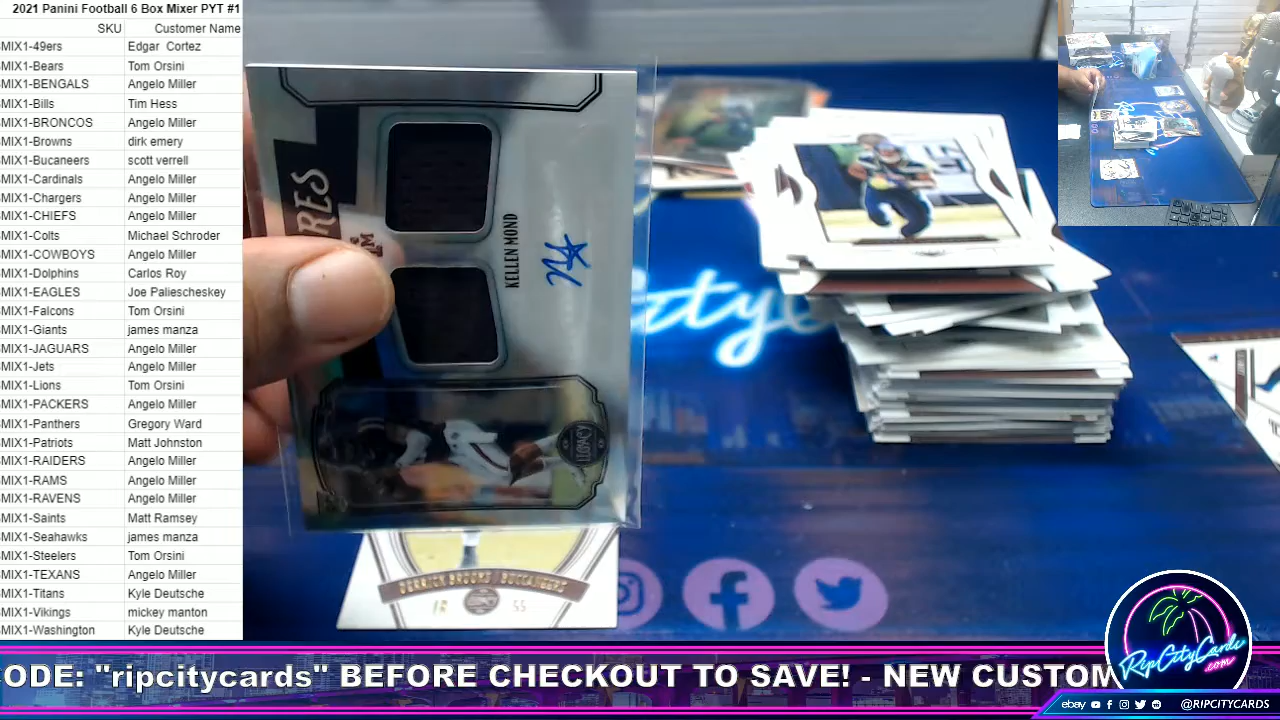 2021 Panini Football 6 Box Mixer PYT #1
SKU Customer Name
MIX1-49ers Edgar Cortez
MIX1-Bears Tom Orsini
MIX1-BENGALS Angelo Miller
MIX1-Bills Tim Hess
MIX1-BRONCOS Angelo Miller
MIX1-Browns dirk emery
MIX1-Bucaneers scott verrell
MIX1-Cardinals Angelo Miller
MIX1-Chargers Angelo Miller
MIX1-CHIEFS Angelo Miller
MIX1-Colts Michael Schroder
MIX1-COWBOYS Angelo Miller
MIX1-Dolphins Carlos Roy
MIX1-EAGLES Joe Paliescheskey
MIX1-Falcons Tom Orsini
MIX1-Giants james manza
MIX1-JAGUARS Angelo Miller
MIX1-Jets Angelo Miller
MIX1-Lions Tom Orsini
MIX1-PACKERS Angelo Miller
MIX1-Panthers Gregory Ward
MIX1-Patriots Matt Johnston
MIX1-RAIDERS Angelo Miller
MIX1-RAMS Angelo Miller
MIX1-RAVENS Angelo Miller
MIX1-Saints Matt Ramsey
MIX1-Seahawks james manza
MIX1-Steelers Tom Orsini
MIX1-TEXANS Angelo Miller
MIX1-Titans Kyle Deutsche
MIX1-Vikings mickey manton
MIX1-Washington Kyle Deutsche
RES
KELLEN MOND
LEGACY
DERRICK BROOKS / BUCCANEERS
LB 55
ity
ODE: "ripcitycards" BEFORE CHECKOUT TO SAVE! - NEW CUSTOM
RipCityCards
.com
ebay @RIPCITYCARDS